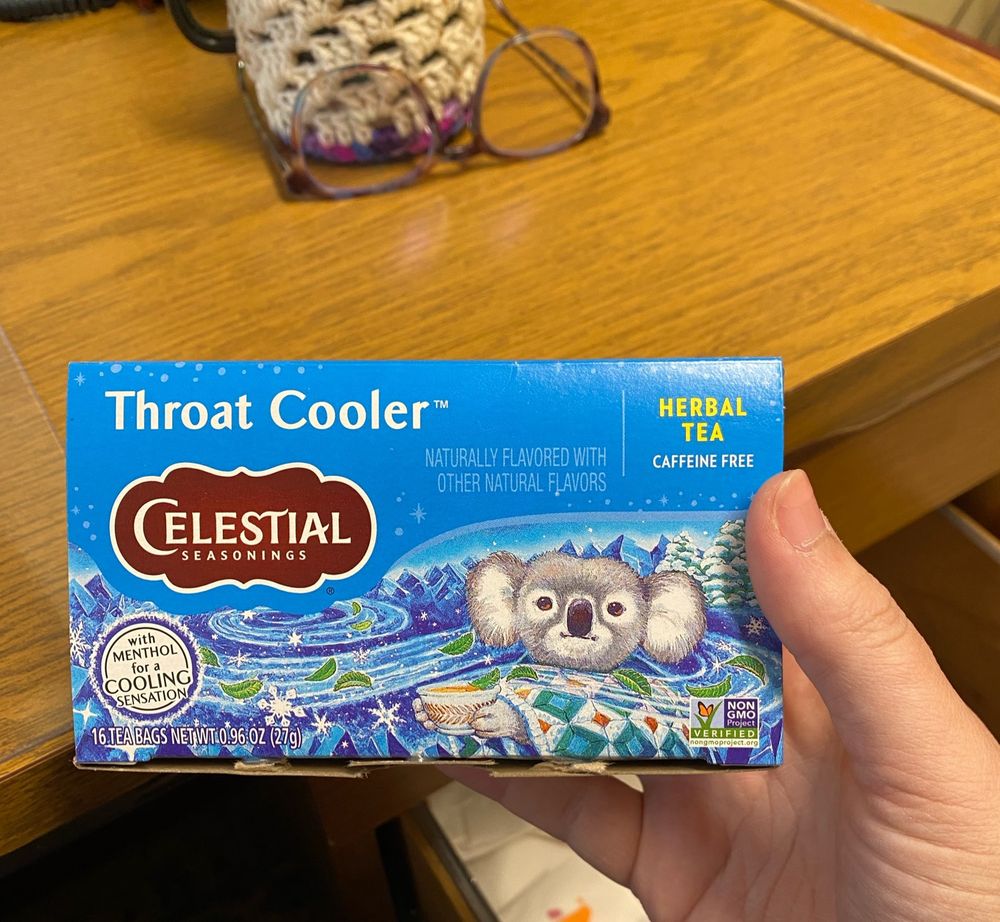 Throat Cooler™
HERBAL
TEA
CAFFEINE FREE
NATURALLY FLAVORED WITH
OTHER NATURAL FLAVORS
CELESTIAL
SEASONINGS®
with
MENTHOL
for a
COOLING
SENSATION
16 TEA BAGS NET WT 0.96 OZ (27g)
NON
GMO
Project
VERIFIED
nongmoproject.org